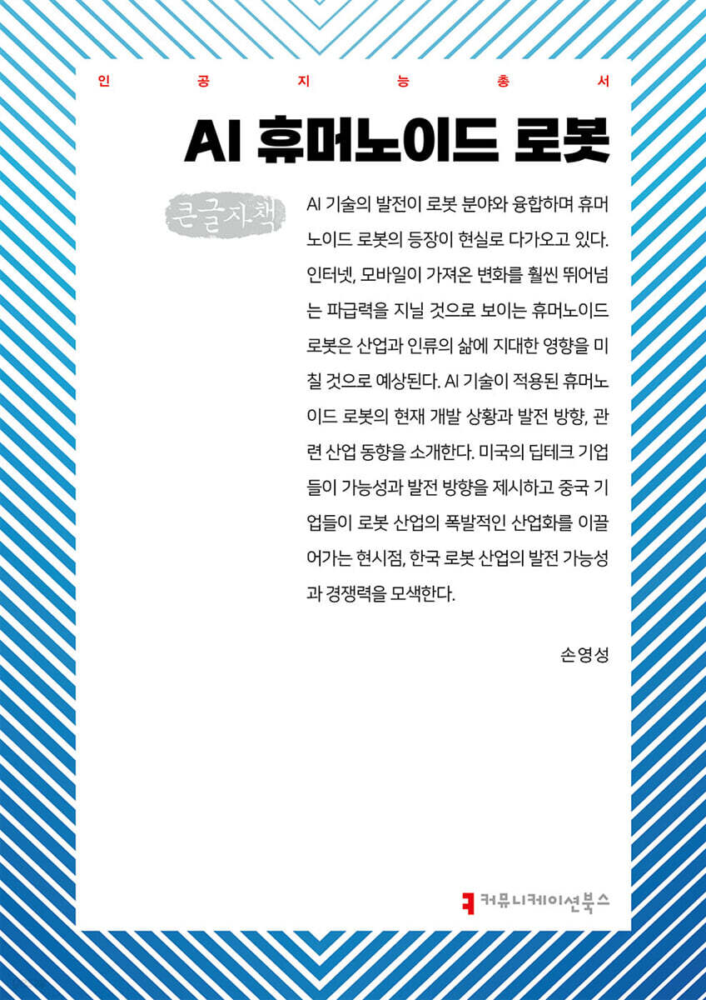 인공지능총서
AI 휴머노이드 로봇
큰글자책
AI 기술의 발전이 로봇 분야와 융합하며 휴머
노이드 로봇의 등장이 현실로 다가오고 있다.
인터넷, 모바일이 가져온 변화를 훨씬 뛰어넘
는 파급력을 지닐 것으로 보이는 휴머노이드
로봇은 산업과 인류의 삶에 지대한 영향을 미
칠 것으로 예상된다. AI 기술이 적용된 휴머노
이드 로봇의 현재 개발 상황과 발전 방향, 관
련 산업 동향을 소개한다. 미국의 딥테크 기업
들이 가능성과 발전 방향을 제시하고 중국 기
업들이 로봇 산업의 폭발적인 산업화를 이끌
어가는 현시점, 한국 로봇 산업의 발전 가능성
과 경쟁력을 모색한다.
손영성
커뮤니케이션북스